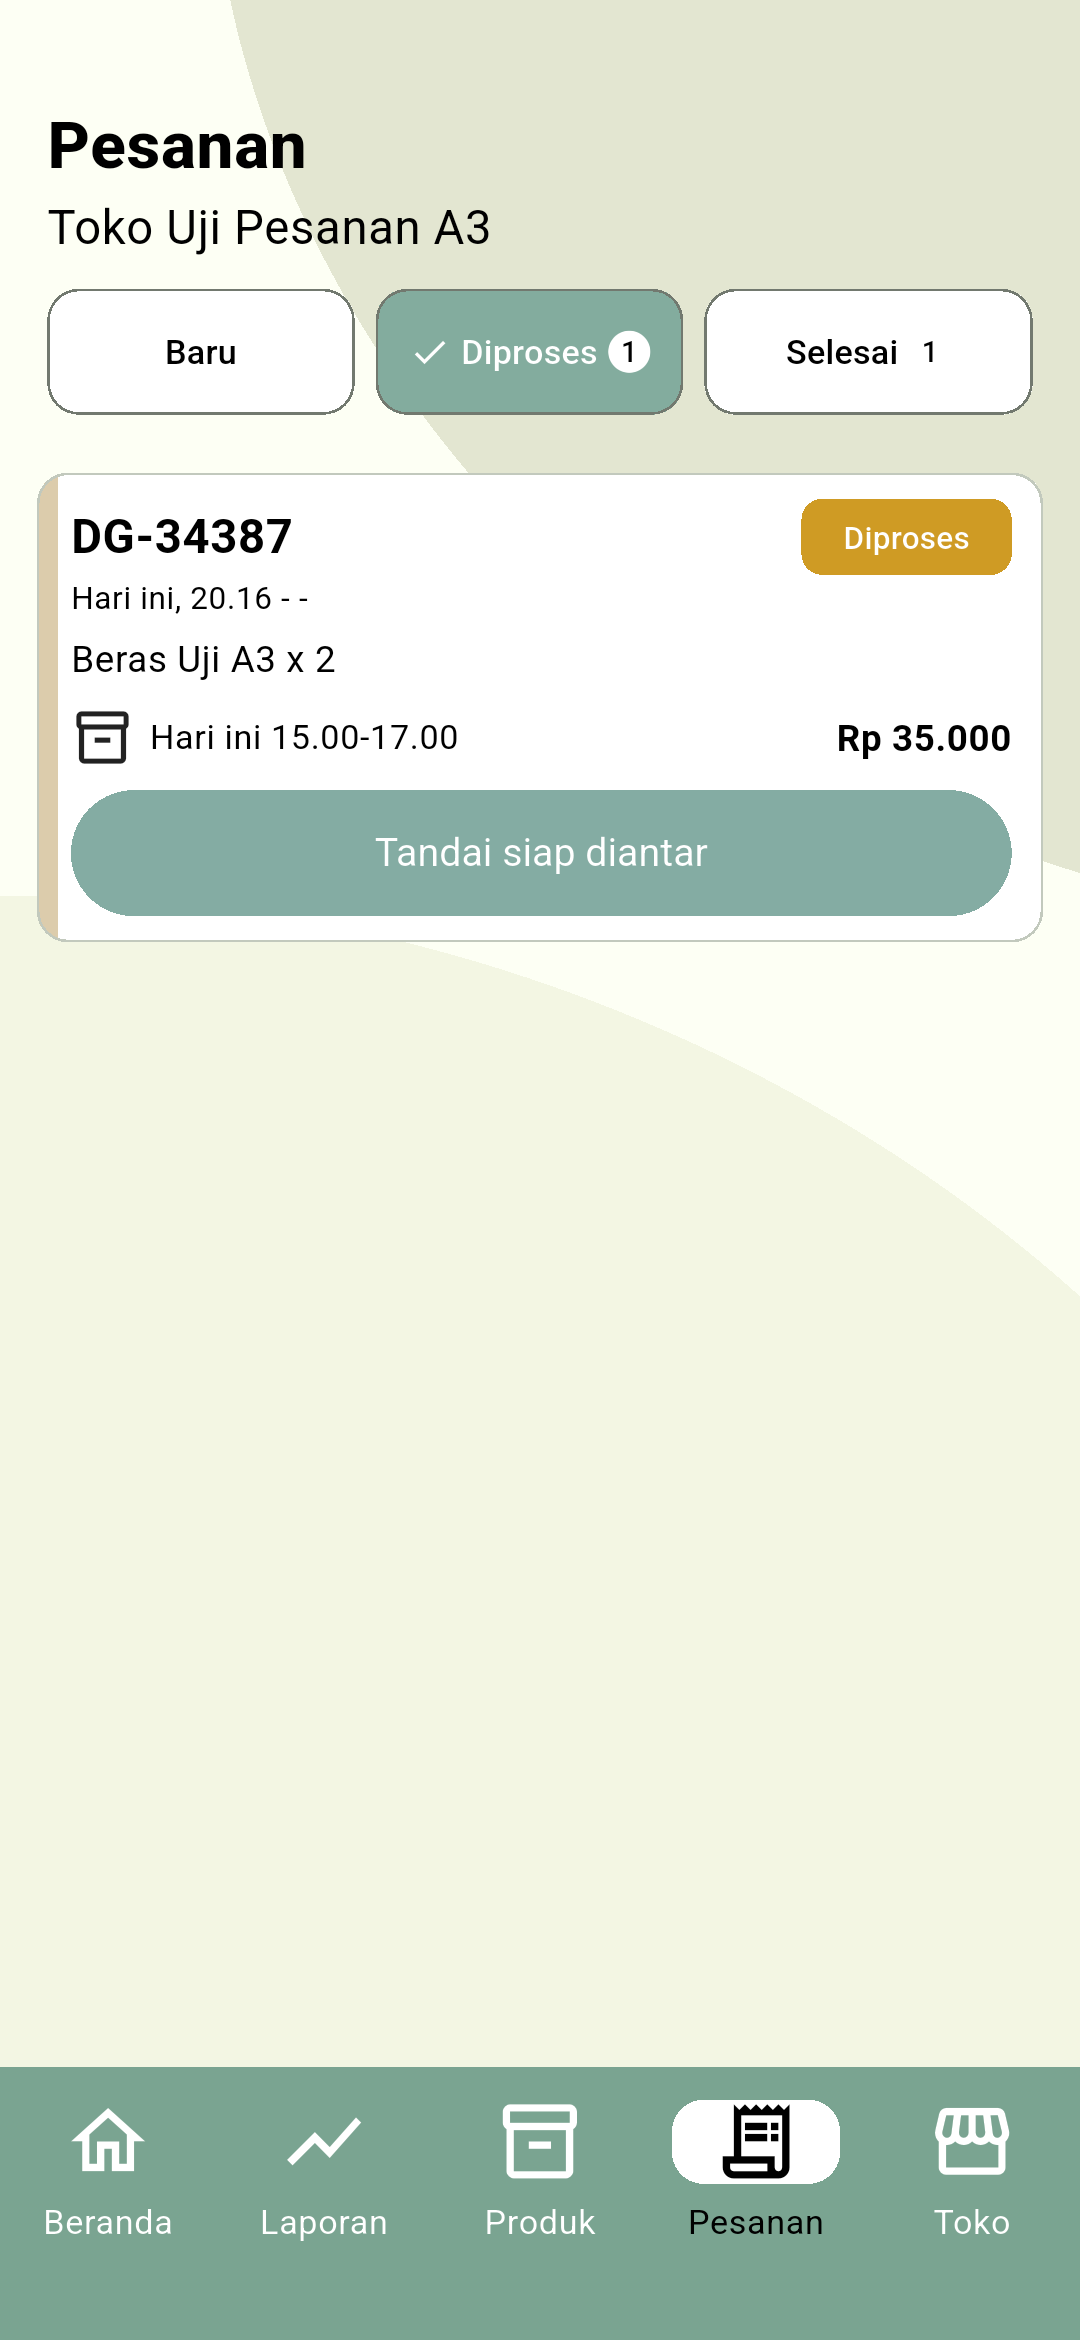 Pesanan
Toko Uji Pesanan A3
Baru
Diproses 1
Selesai 1
DG-34387
Diproses
Hari ini, 20.16 - -
Beras Uji A3 x 2
Hari ini 15.00-17.00
Rp 35.000
Tandai siap diantar
Beranda
Laporan
Produk
Pesanan
Toko